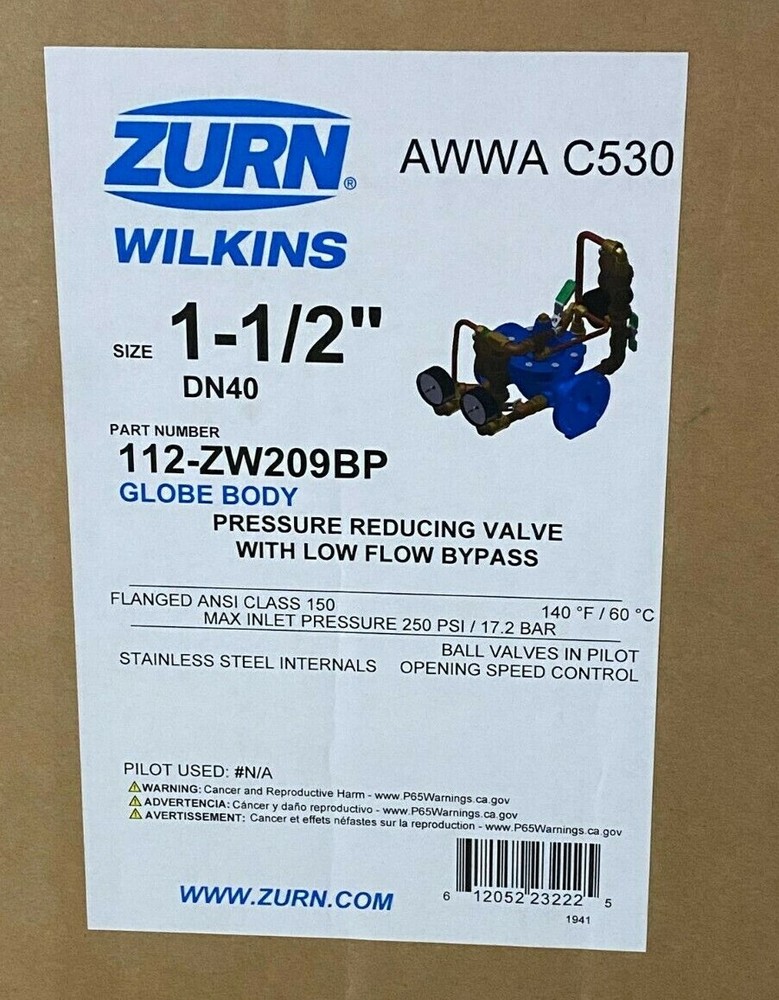 ZURN®
AWWA C530
WILKINS
SIZE 1-1/2"
DN40
PART NUMBER
112-ZW209BP
GLOBE BODY
PRESSURE REDUCING VALVE
WITH LOW FLOW BYPASS
FLANGED ANSI CLASS 150
140 °F / 60 °C
MAX INLET PRESSURE 250 PSI / 17.2 BAR
STAINLESS STEEL INTERNALS
BALL VALVES IN PILOT
OPENING SPEED CONTROL
PILOT USED: #N/A
WARNING: Cancer and Reproductive Harm - www.P65Warnings.ca.gov
ADVERTENCIA: Cáncer y daño reproductivo - www.P65Warnings.ca.gov
AVERTISSEMENT: Cancer et effets néfastes sur la reproduction - www.P65Warnings.ca.gov
WWW.ZURN.COM
6 12052 23222 5
1941